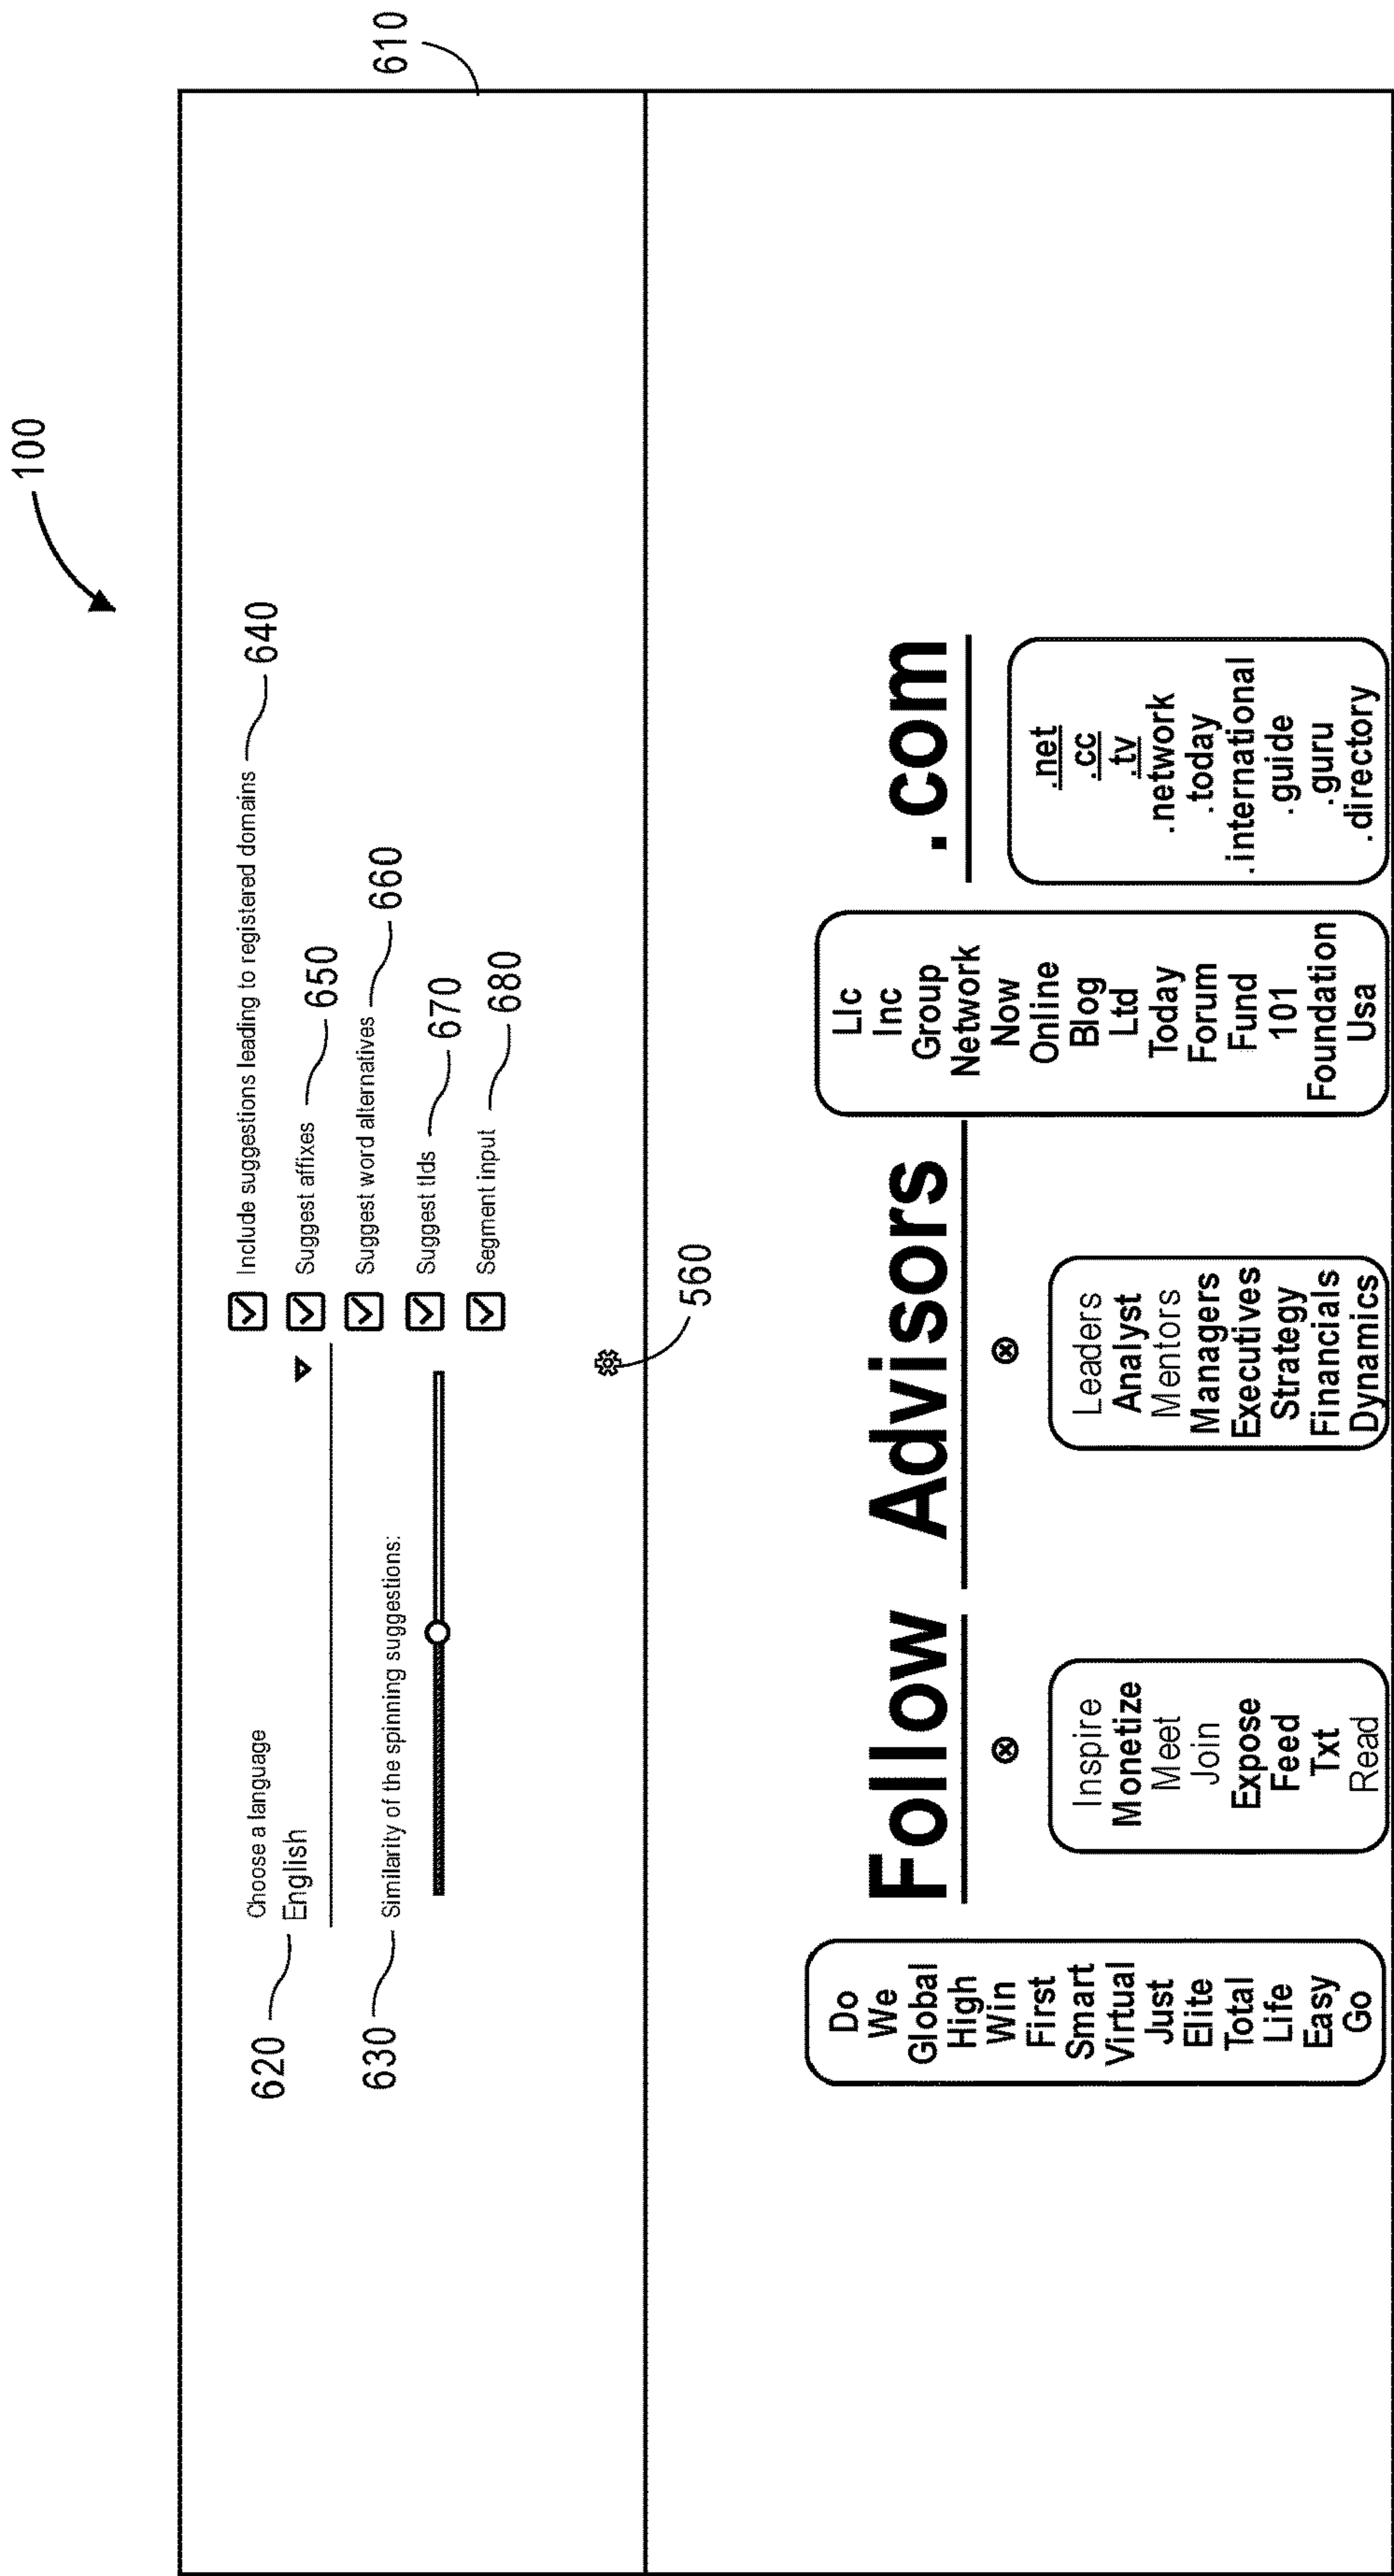 100
610
620
Choose a language
English
630
Similarity of the spinning suggestions:
Include suggestions leading to registered domains
640
Suggest affixes
650
Suggest word alternatives
660
Suggest tlds
670
Segment input
680
560
Follow Advisors .com
Do
We
Global
High
Win
First
Smart
Virtual
Just
Elite
Total
Life
Easy
Go
Inspire
Monetize
Meet
Join
Expose
Feed
Txt
Read
Leaders
Analyst
Mentors
Managers
Executives
Strategy
Financials
Dynamics
Llc
Inc
Group
Network
Now
Online
Blog
Ltd
Today
Forum
Fund
101
Foundation
Usa
.net
.cc
.tv
.network
.today
.international
.guide
.guru
.directory